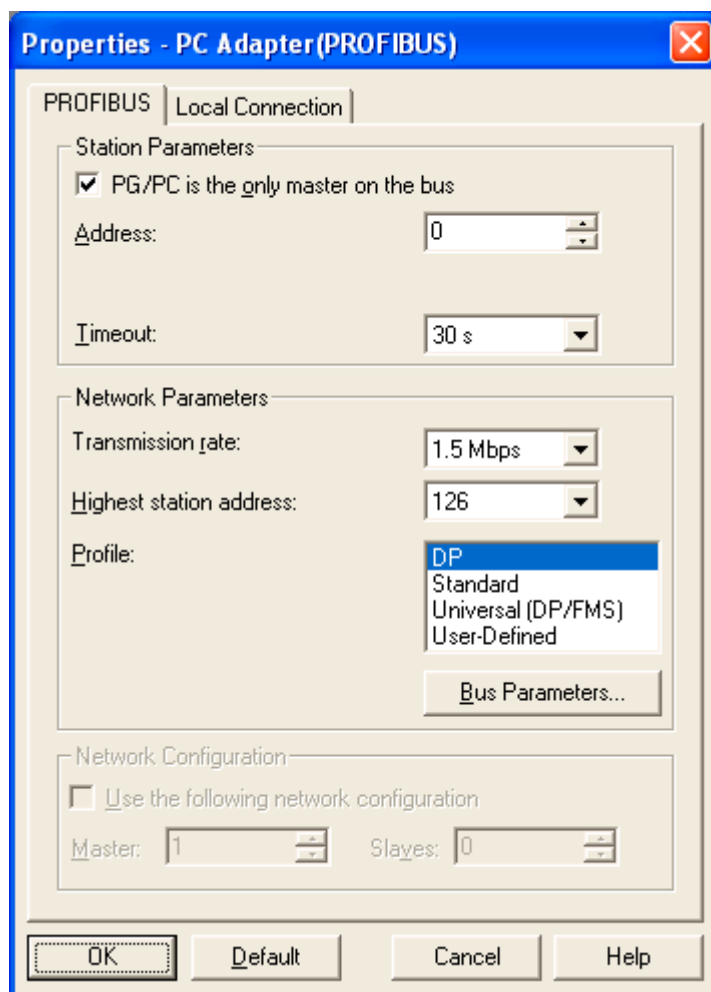 Properties - PC Adapter(PROFIBUS)
PROFIBUS Local Connection
Station Parameters
PG/PC is the only master on the bus
Address: 0
Timeout: 30 s
Network Parameters
Transmission rate: 1.5 Mbps
Highest station address: 126
Profile: DP
Standard
Universal (DP/FMS)
User-Defined
Bus Parameters...
Network Configuration
Use the following network configuration
Master: 1 Slaves: 0
OK Default Cancel Help